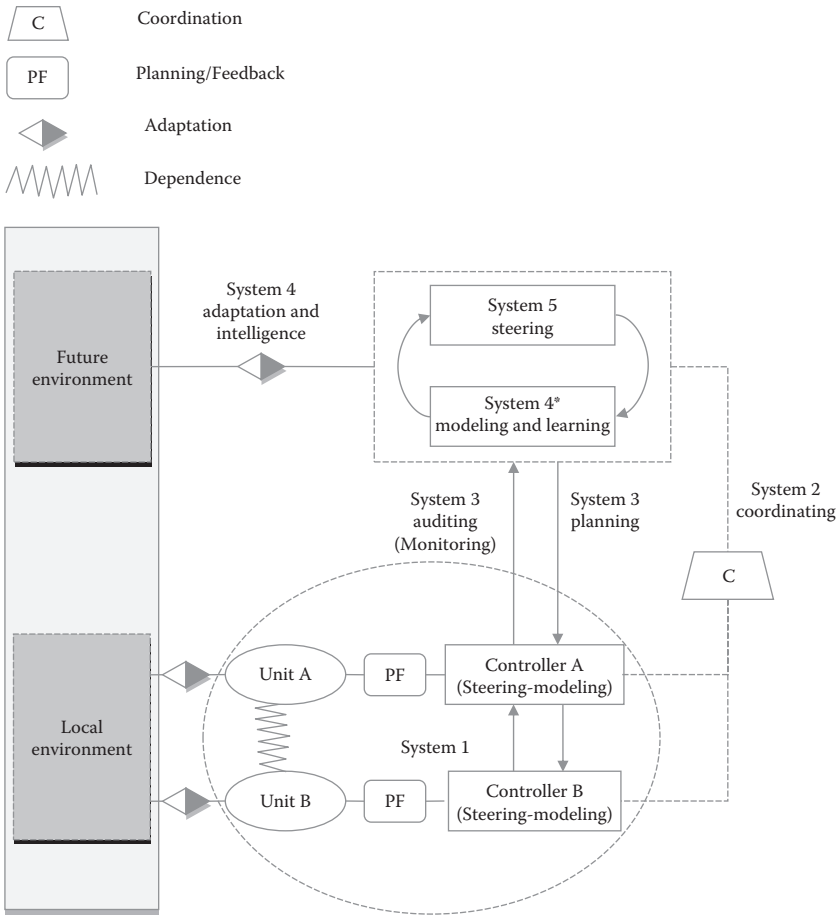 C
Coordination
PF
Planning/Feedback
Adaptation
Dependence
System 4
adaptation and
intelligence
System 5
steering
Future
environment
System 4*
modeling and learning
System 3
auditing
(Monitoring)
System 3
planning
System 2
coordinating
C
Local
environment
Unit A
PF
Controller A
(Steering-modeling)
System 1
Unit B
PF
Controller B
(Steering-modeling)